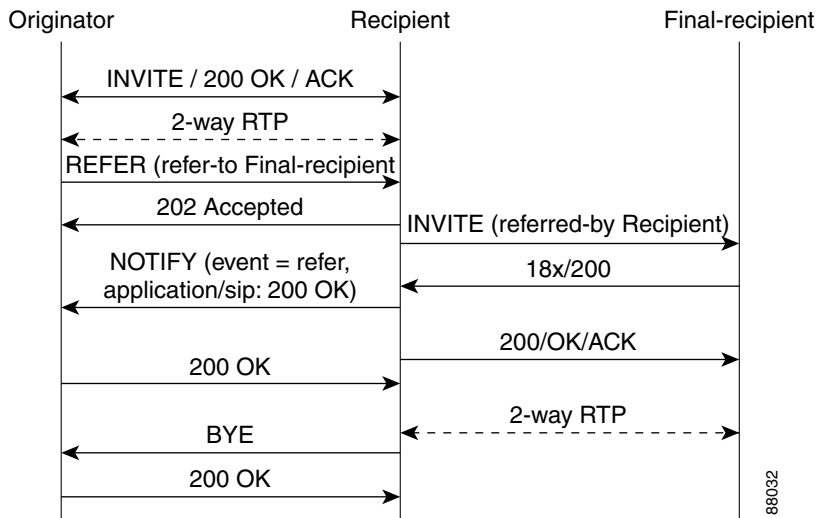 Originator
Recipient
Final-recipient
INVITE / 200 OK / ACK
2-way RTP
REFER (refer-to Final-recipient
202 Accepted
INVITE (referred-by Recipient)
NOTIFY (event = refer,
application/sip: 200 OK)
18x/200
200/OK/ACK
200 OK
2-way RTP
BYE
200 OK
88032